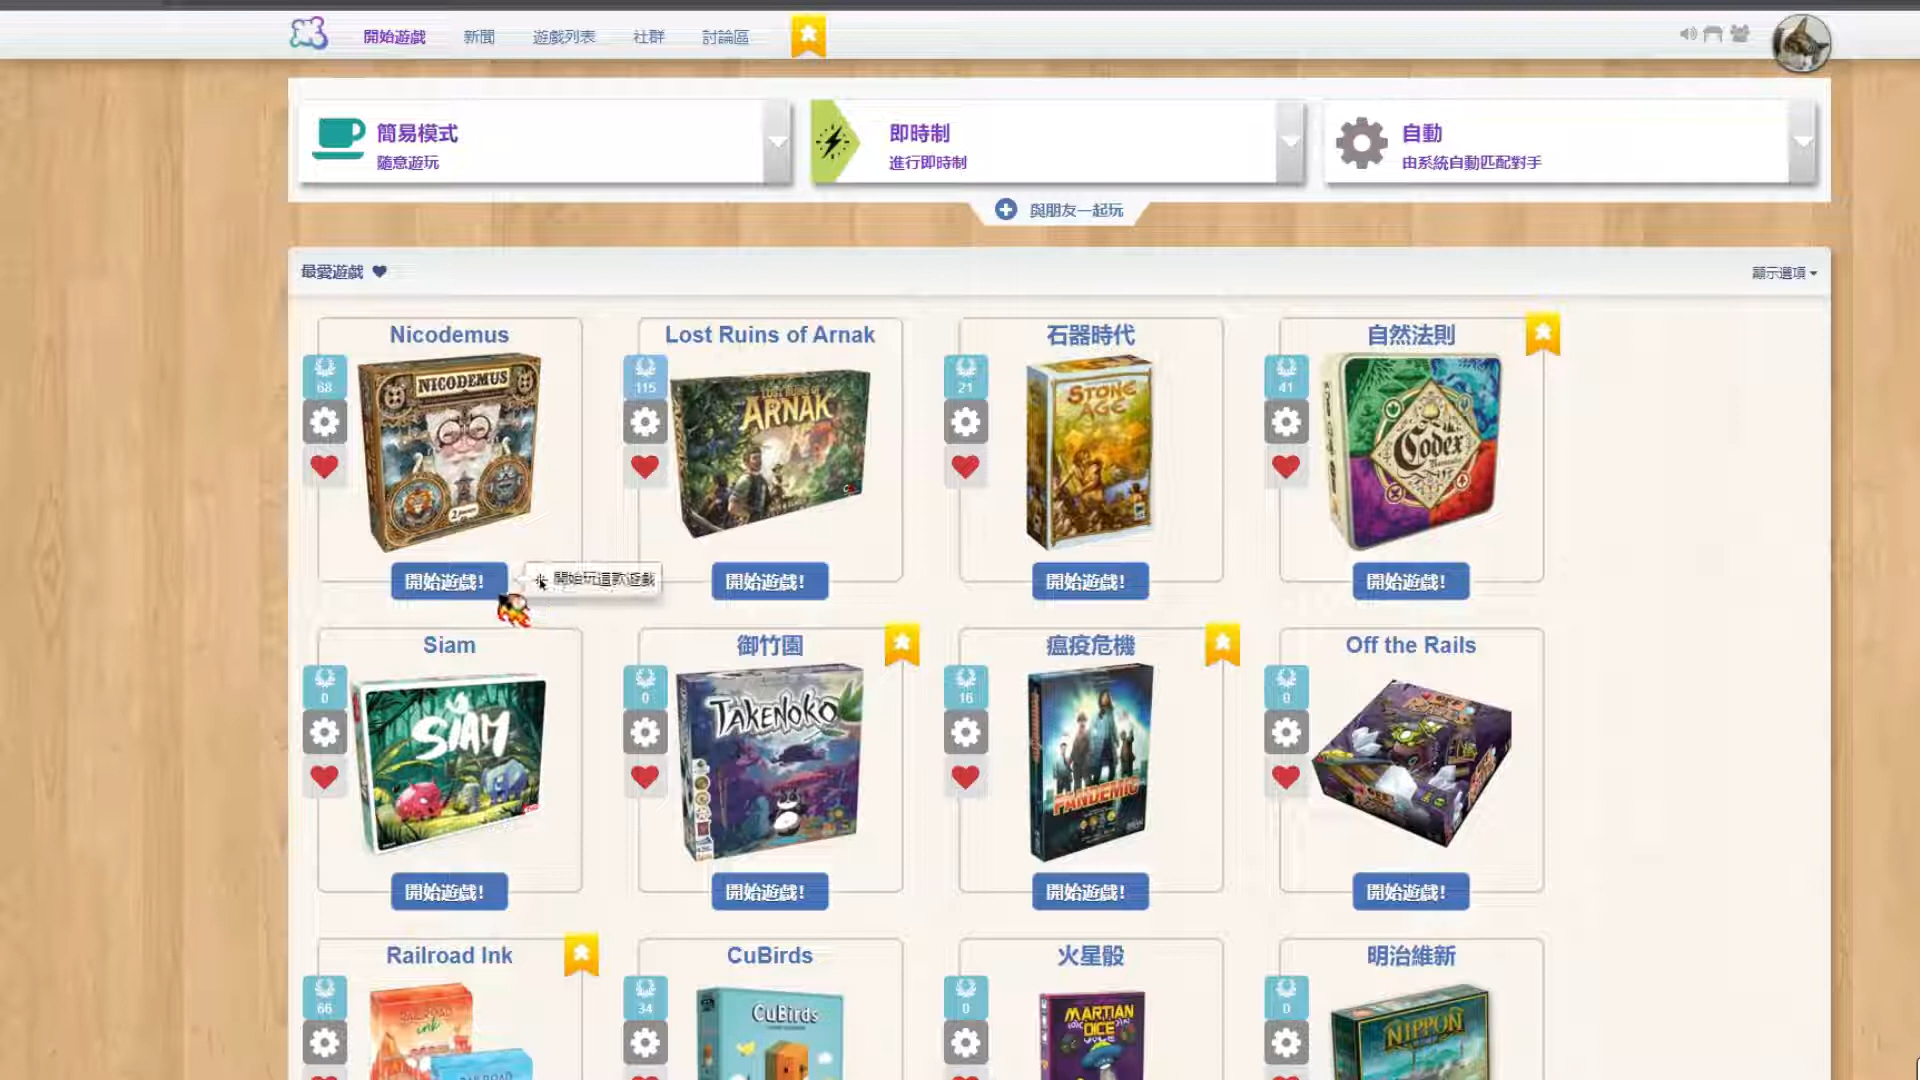 開始遊戲 新聞 遊戲列表 社群 討論區
簡易模式
隨意遊玩
即時制
進行即時制
自動
由系統自動匹配對手
與朋友一起玩
最愛遊戲
顯示選項
Nicodemus
Lost Ruins of Arnak
石器時代
自然法則
68
115
21
41
NICODEMUS
LOST RUINS OF
ARNAK
STONE
AGE
Codex
開始遊戲!
開始玩這款遊戲
開始遊戲!
開始遊戲!
開始遊戲!
Siam
御竹園
瘟疫危機
Off the Rails
0
0
16
0
SIAM
TAKENOKO
PANDEMIC
開始遊戲!
開始遊戲!
開始遊戲!
開始遊戲!
Railroad Ink
CuBirds
火星骰
明治維新
66
34
0
0
RAILROAD
ink
CuBirds
MARTIAN
DICE
NIPPON